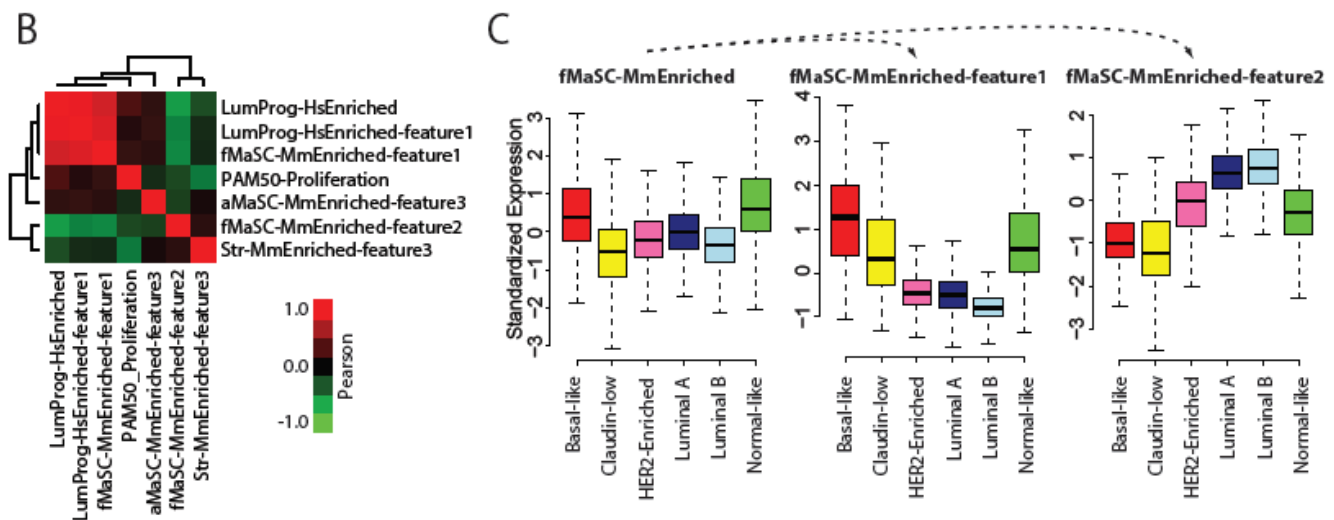 B
LumProg-HsEnriched
LumProg-HsEnriched-feature1
fMaSC-MmEnriched-feature1
PAM50-Proliferation
aMaSC-MmEnriched-feature3
fMaSC-MmEnriched-feature2
Str-MmEnriched-feature3
LumProg-HsEnriched
LumProg-HsEnriched-feature1
fMaSC-MmEnriched-feature1
PAM50_Proliferation
aMaSC-MmEnriched-feature3
fMaSC-MmEnriched-feature2
Str-MmEnriched-feature3
1.0
0.0
-1.0
Pearson
C
fMaSC-MmEnriched
Standardized Expression
3
2
1
0
-1
-2
-3
Basal-like
Claudin-low
HER2-Enriched
Luminal A
Luminal B
Normal-like
fMaSC-MmEnriched-feature1
4
3
2
1
0
-1
Basal-like
Claudin-low
HER2-Enriched
Luminal A
Luminal B
Normal-like
fMaSC-MmEnriched-feature2
2
1
0
-1
-2
-3
Basal-like
Claudin-low
HER2-Enriched
Luminal A
Luminal B
Normal-like